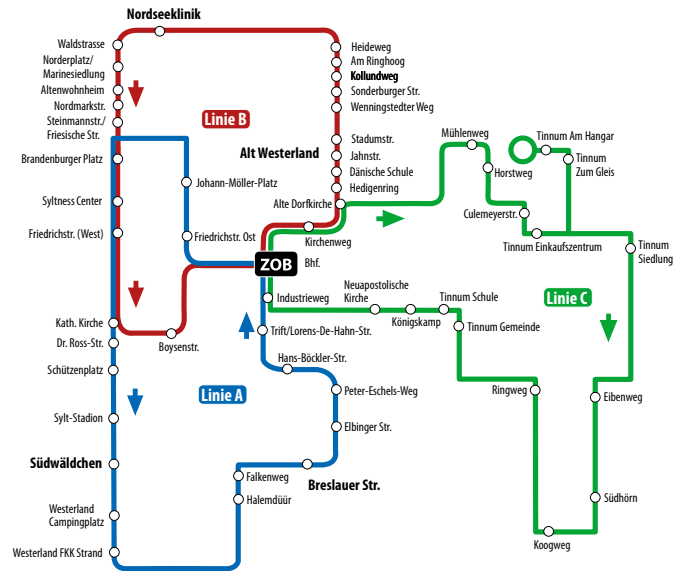 Nordseeklinik
Waldstrasse
Norderplatz/
Marinesiedlung
Altenwohnheim
Nordmarkstr.
Steinmannstr./
Friesische Str.
Brandenburger Platz
Syltness Center
Friedrichstr. (West)
Linie B
Alt Westerland
Heideweg
Am Ringhoog
Kollundweg
Sonderburger Str.
Wenningstedter Weg
Stadumstr.
Jahnstr.
Dänische Schule
Hedigenring
Alte Dorfkirche
Kirchenweg
Johann-Möller-Platz
Friedrichstr. Ost
ZOB
Bhf.
Mühlenweg
Horstweg
Culemeyerstr.
Tinnum Am Hangar
Tinnum
Zum Gleis
Tinnum Einkaufszentrum
Tinnum
Siedlung
Linie C
Industrieweg
Neuapostolische
Kirche
Königskamp
Tinnum Schule
Tinnum Gemeinde
Ringweg
Eibenweg
Südhörn
Koogweg
Kath. Kirche
Dr. Ross-Str.
Schützenplatz
Sylt-Stadion
Südwäldchen
Westerland
Campingplatz
Westerland FKK Strand
Boysenstr.
Linie A
Trift/Lorens-De-Hahn-Str.
Hans-Böckler-Str.
Peter-Eschels-Weg
Elbinger Str.
Breslauer Str.
Falkenweg
Halemdüür